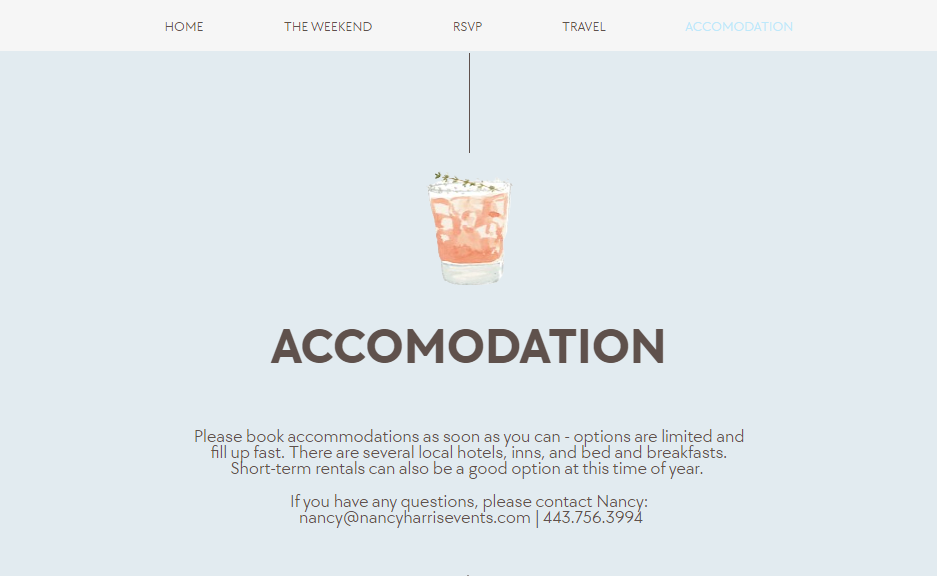 HOME THE WEEKEND RSVP TRAVEL ACCOMODATION
ACCOMODATION
Please book accommodations as soon as you can - options are limited and
fill up fast. There are several local hotels, inns, and bed and breakfasts.
Short-term rentals can also be a good option at this time of year.
If you have any questions, please contact Nancy:
nancy@nancyharrisevents.com | 443.756.3994